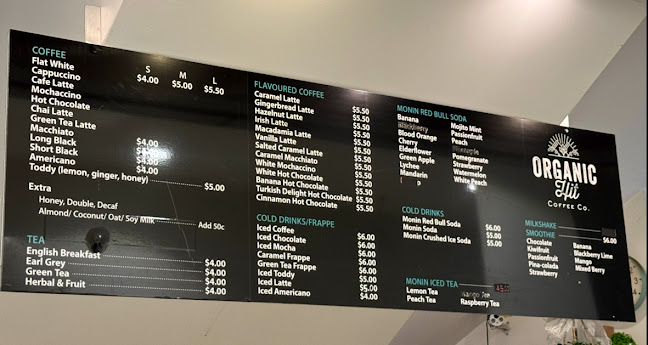 COFFEE
S M L
Flat White $4.00 $5.00 $5.50
Cappuccino
Cafe Latte
Mochaccino
Hot Chocolate
Chai Latte
Green Tea Latte
Macchiato
Long Black $4.00
Short Black $4.00
Americano $4.00
Toddy (lemon, ginger, honey) $5.00
Extra
Honey, Double, Decaf
Almond/ Coconut/ Oat/ Soy Milk Add 50c
TEA
English Breakfast $4.00
Earl Grey $4.00
Green Tea $4.00
Herbal & Fruit $4.00
FLAVOURED COFFEE
Caramel Latte $5.50
Gingerbread Latte $5.50
Hazelnut Latte $5.50
Irish Latte $5.50
Macadamia Latte $5.50
Vanilla Latte $5.50
Salted Caramel Latte $5.50
Caramel Macchiato $5.50
White Mochaccino $5.50
White Hot Chocolate $5.50
Banana Hot Chocolate $5.50
Turkish Delight Hot Chocolate $5.50
Cinnamon Hot Chocolate $5.50
COLD DRINKS/FRAPPE
Iced Coffee $6.00
Iced Chocolate $6.00
Iced Mocha $6.00
Caramel Frappe $6.00
Green Tea Frappe $6.00
Iced Toddy $6.00
Iced Latte $5.00
Iced Americano $4.00
MONIN RED BULL SODA
Banana
Blackberry
Blood Orange
Cherry
Elderflower
Green Apple
Lychee
Mandarin
Mojito Mint
Passionfruit
Peach
Pomegranate
Strawberry
Watermelon
White Peach
COLD DRINKS
Monin Red Bull Soda $6.00
Monin Soda $5.00
Monin Crushed Ice Soda $5.00
MONIN ICED TEA
Lemon Tea
Peach Tea
Mango Tea
Raspberry Tea
ORGANIC
Hit
COFFEE CO.
MILKSHAKE
SMOOTHIE $6.00
Chocolate
Kiwifruit
Passionfruit
Pina-colada
Strawberry
Banana
Blackberry Lime
Mango
Mixed Berry